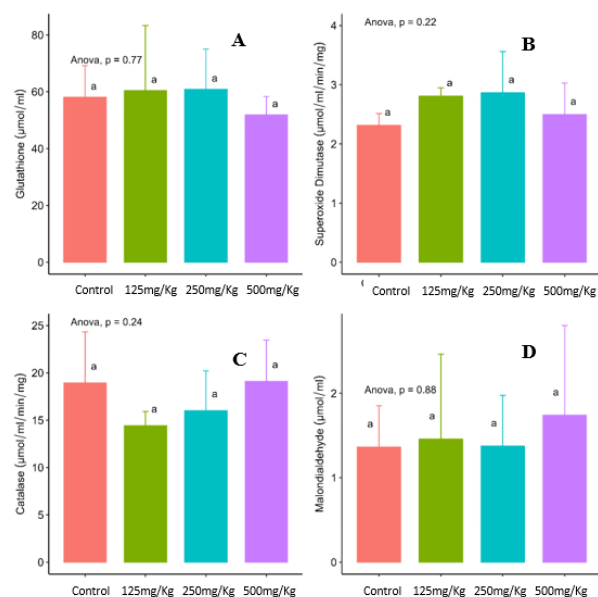 A
Anova, p = 0.77
80
60
40
20
0
Glutathione (µmol/ml)
a
a
a
a
Control
125mg/Kg
250mg/Kg
500mg/Kg
B
Anova, p = 0.22
4
3
2
1
0
Superoxide Dimutase (µmol/ml/min/mg)
a
a
a
a
Control
125mg/Kg
250mg/Kg
500mg/Kg
C
Anova, p = 0.24
25
20
15
10
5
0
Catalase (µmol/ml/min/mg)
a
a
a
a
Control
125mg/Kg
250mg/Kg
500mg/Kg
D
Anova, p = 0.88
2
1
0
Malondiaidehyde (µmol/ml)
a
a
a
a
Control
125mg/Kg
250mg/Kg
500mg/Kg